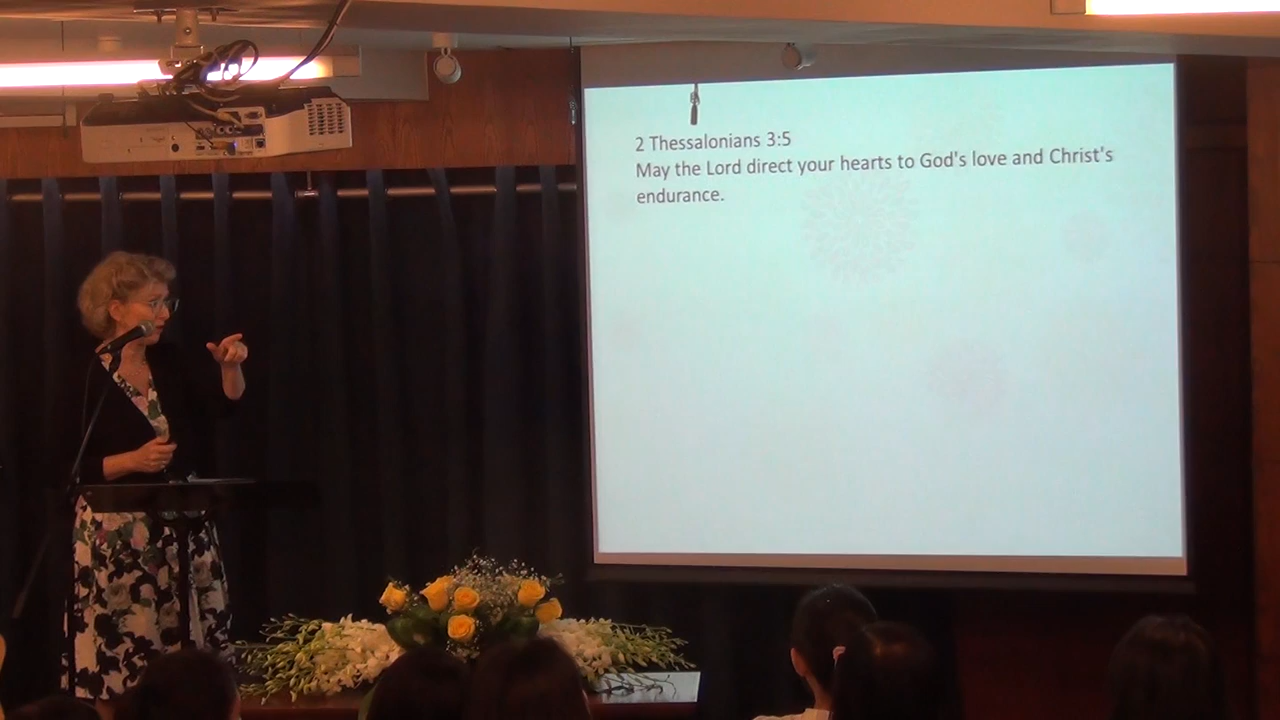 2 Thessalonians 3:5
May the Lord direct your hearts to God's love and Christ's
endurance.